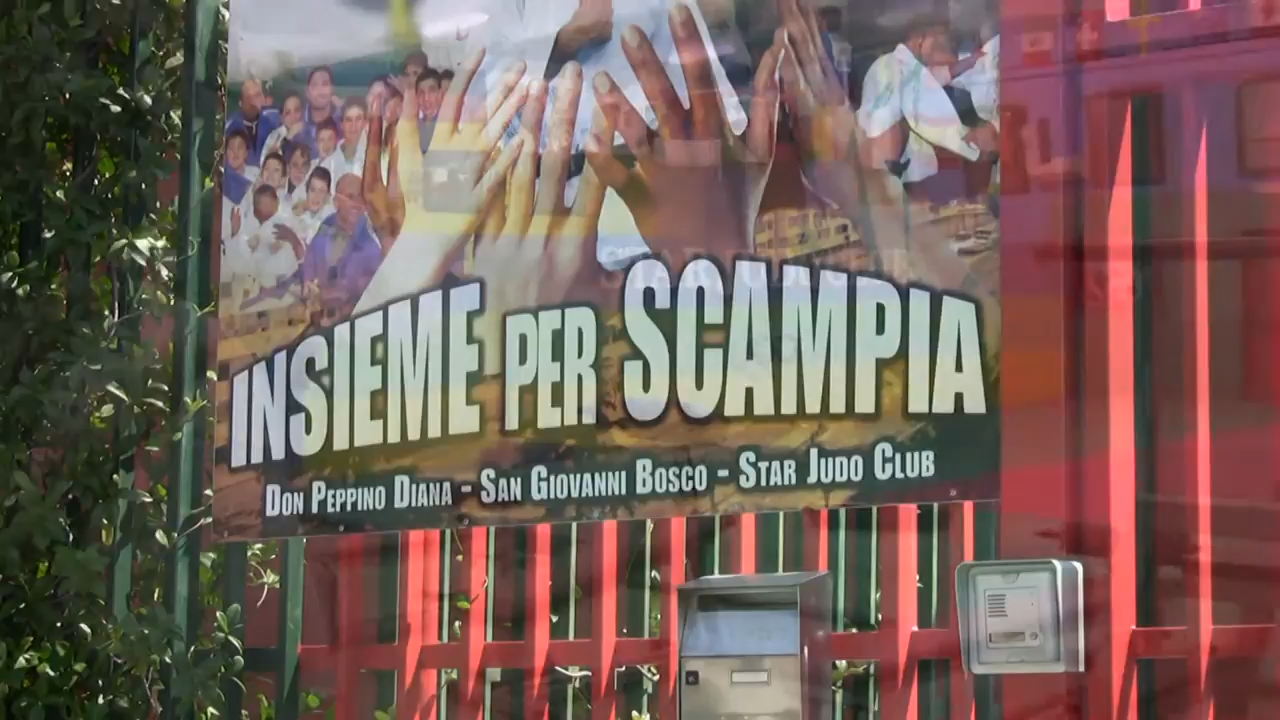 INSIEME PER SCAMPIA
DON PEPPINO DIANA - SAN GIOVANNI BOSCO - STAR JUDO CLUB